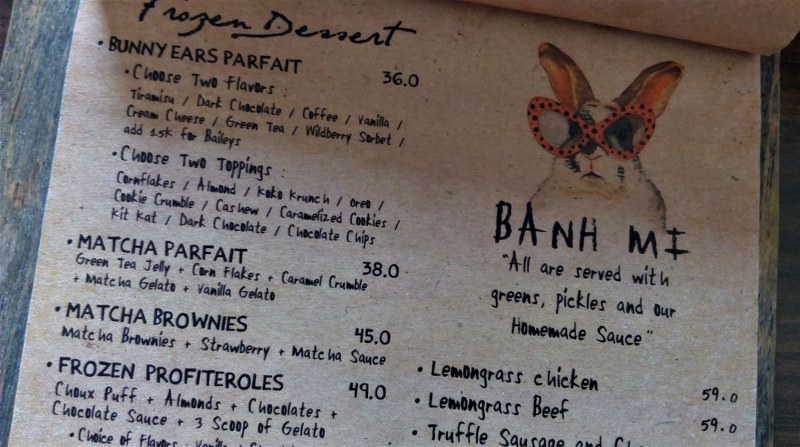 Frozen Dessert
• BUNNY EARS PARFAIT 36.0
• Choose Two Flavors :
Tiramisu / Dark Chocolate / Coffee / Vanilla /
Cream Cheese / Green Tea / Wildberry Sorbet /
add 15k for Baileys
• Choose Two Toppings :
Cornflakes / Almond / Koko Krunch / oreo /
Cookie Crumble / Cashew / Caramelized Cookies /
Kit Kat / Dark Chocolate / Chocolate Chips
• MATCHA PARFAIT 38.0
Green Tea Jelly + Corn Flakes + Caramel Crumble
+ Matcha Gelato + Vanilla Gelato
• MATCHA BROWNIES 45.0
Matcha Brownies + Strawberry + Matcha Sauce
• FROZEN PROFITEROLES 49.0
Choux Puff + Almonds + Chocolates +
Chocolate Sauce + 3 Scoop of Gelato
• Choice of Flavors : Vanilla /
BANH MI
"All are served with
greens, pickles and our
Homemade Sauce"
• Lemongrass chicken 59.0
• Lemongrass Beef 59.0
• Truffle Sausage and